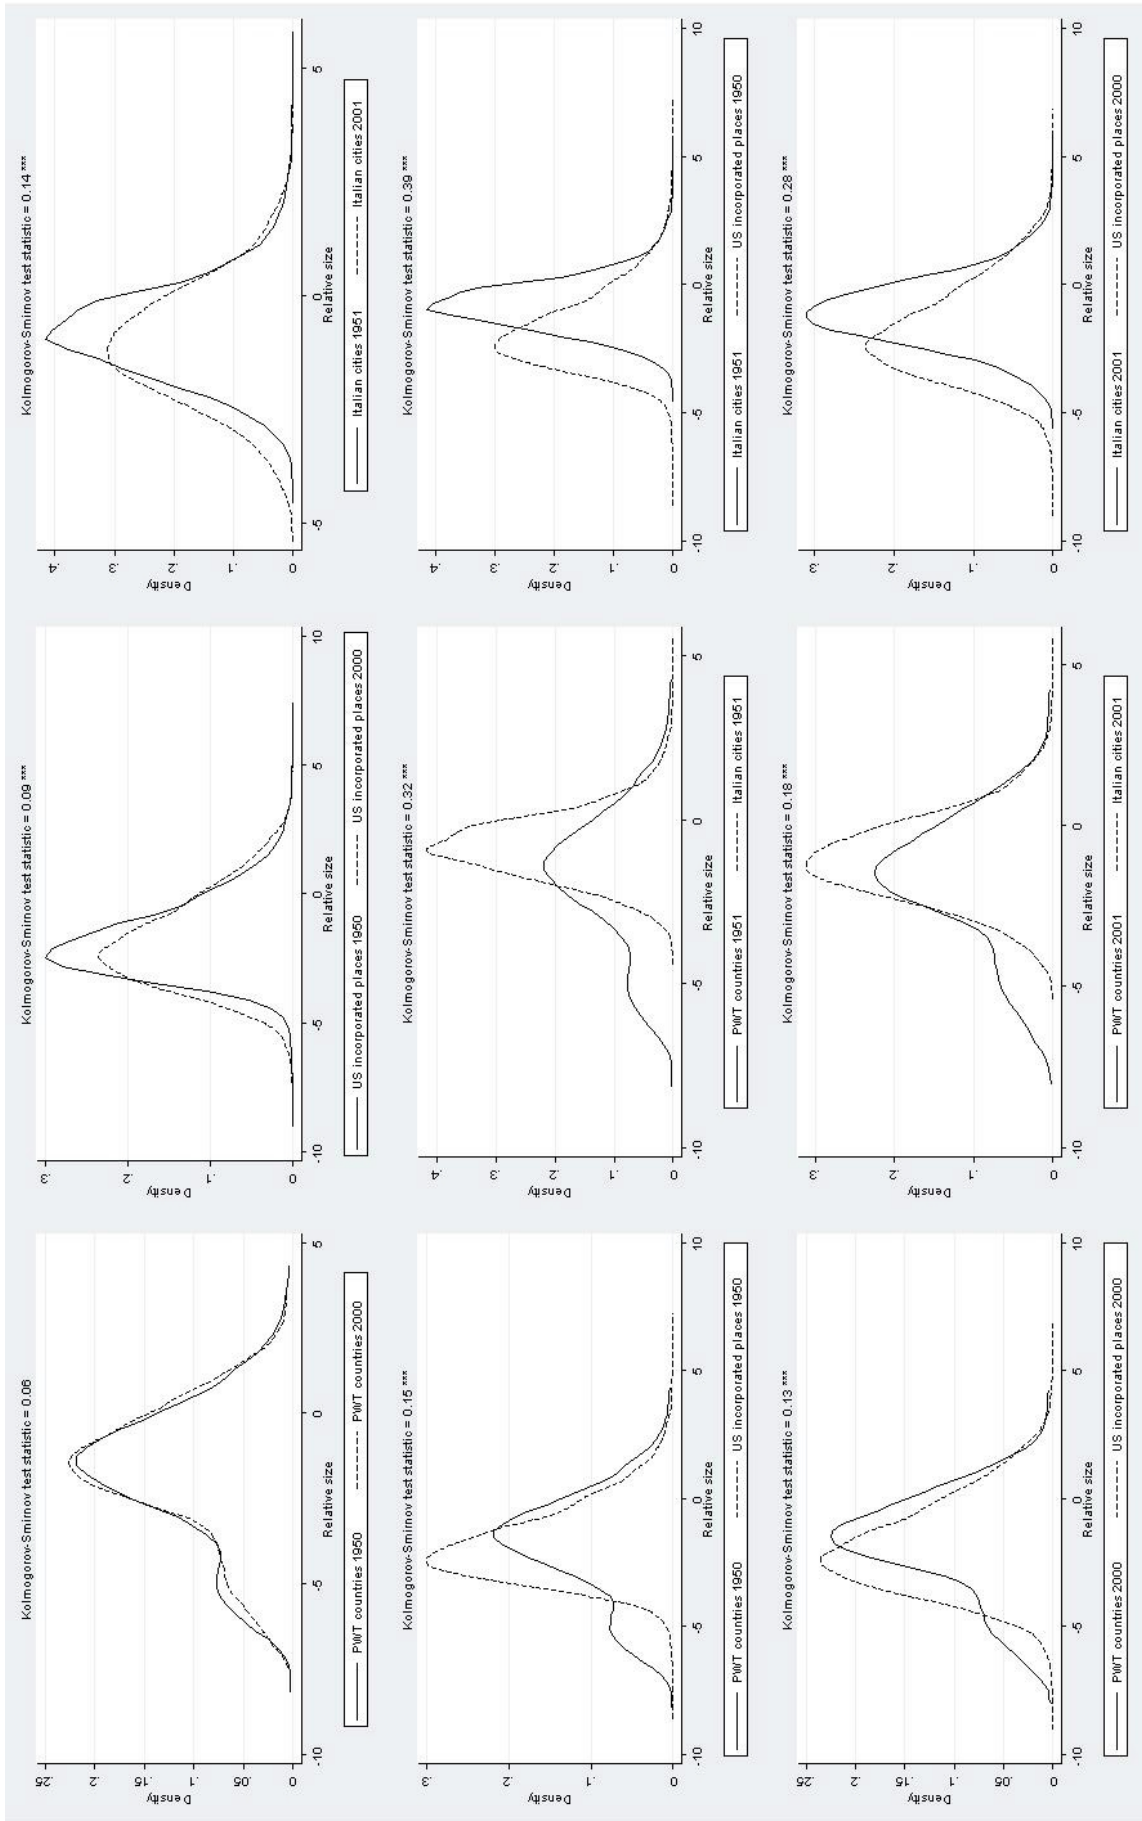 Kolmogorov-Smirnov test statistic = 0.06
Density
.25
.2
.15
.1
.05
0
-10 -5 0 5
Relative size
PWT countries 1950 PWT countries 2000
Kolmogorov-Smirnov test statistic = 0.09 ***
Density
.3
.2
.1
0
-10 -5 0 5 10
Relative size
US incorporated places 1950 US incorporated places 2000
Kolmogorov-Smirnov test statistic = 0.14 ***
Density
.4
.3
.2
.1
0
-5 0 5
Relative size
Italian cities 1951 Italian cities 2001
Kolmogorov-Smirnov test statistic = 0.15 ***
Density
.3
.2
.1
0
-10 -5 0 5 10
Relative size
PWT countries 1950 US incorporated places 1950
Kolmogorov-Smirnov test statistic = 0.32 ***
Density
.4
.3
.2
.1
0
-10 -5 0 5
Relative size
PWT countries 1951 Italian cities 1951
Kolmogorov-Smirnov test statistic = 0.39 ***
Density
.4
.3
.2
.1
0
-10 -5 0 5 10
Relative size
Italian cities 1951 US incorporated places 1950
Kolmogorov-Smirnov test statistic = 0.13 ***
Density
.25
.2
.15
.1
.05
0
-10 -5 0 5 10
Relative size
PWT countries 2000 US incorporated places 2000
Kolmogorov-Smirnov test statistic = 0.18 ***
Density
.3
.2
.1
0
-10 -5 0 5
Relative size
PWT countries 2001 Italian cities 2001
Kolmogorov-Smirnov test statistic = 0.28 ***
Density
.3
.2
.1
0
-10 -5 0 5 10
Relative size
Italian cities 2001 US incorporated places 2000